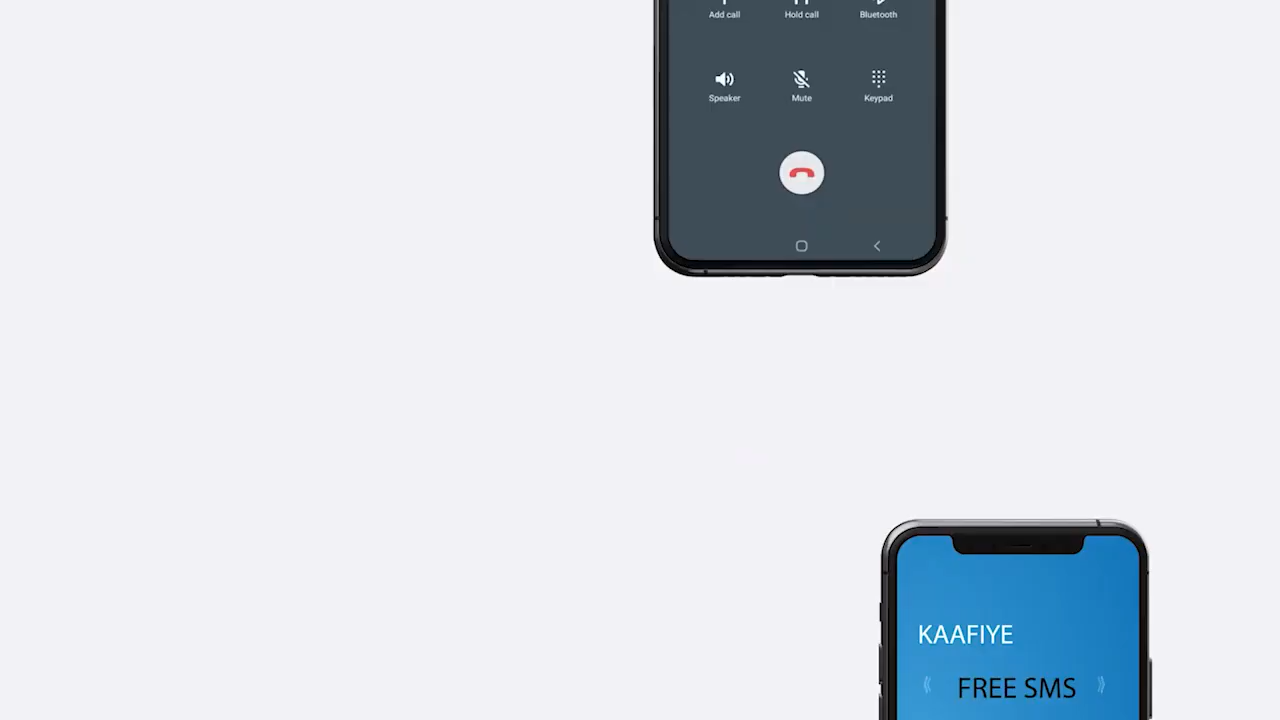 Add call Hold call Bluetooth
Speaker Mute Keypad
KAAFIYE
FREE SMS